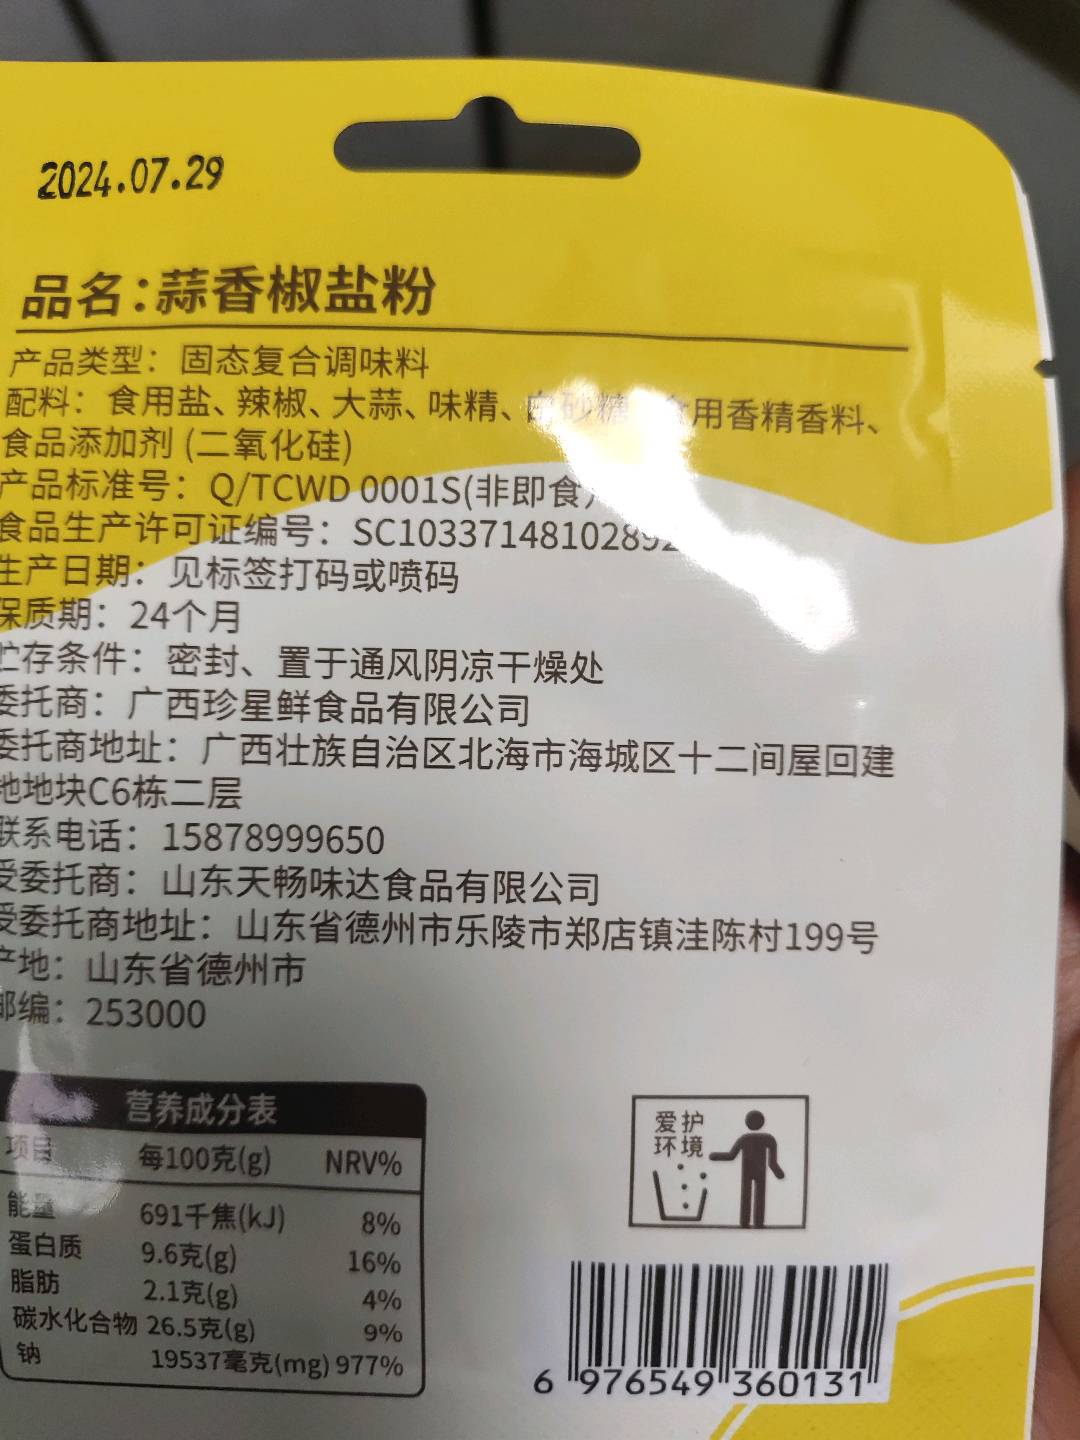 2024.07.29
品名:蒜香椒盐粉
产品类型: 固态复合调味料
配料: 食用盐、辣椒、大蒜、味精、白砂糖、食用香精香料、
食品添加剂 (二氧化硅)
产品标准号: Q/TCWD 0001S(非即食)
食品生产许可证编号:
生产日期: 见标签打码或喷码
保质期: 24个月
贮存条件: 密封、置于通风阴凉干燥处
委托商: 广西珍星鲜食品有限公司
委托商地址: 广西壮族自治区北海市海城区十二间屋回建
地地块C6栋二层
联系电话: 15878999650
受委托商: 山东天畅味达食品有限公司
受委托商地址: 山东省德州市乐陵市郑店镇洼陈村199号
产地: 山东省德州市
邮编: 253000
营养成分表
项目 每100克(g) NRV%
能量 691千焦(kJ) 8%
蛋白质 9.6克(g) 16%
脂肪 2.1克(g) 4%
碳水化合物 26.5克(g) 9%
钠 19537毫克(mg) 977%
爱护
环境
6 976549 360131